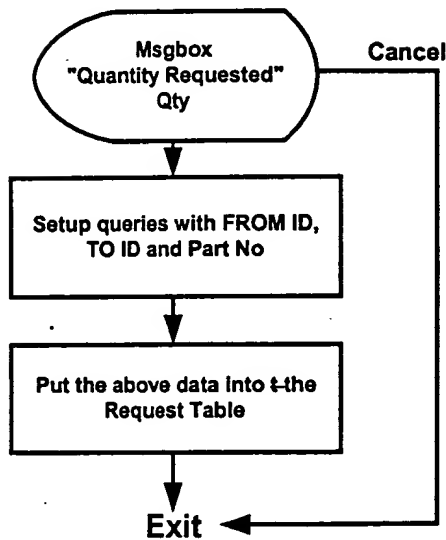 Msgbox
"Quantity Requested"
Qty
Cancel
Setup queries with FROM ID,
TO ID and Part No
Put the above data into t the
Request Table
Exit